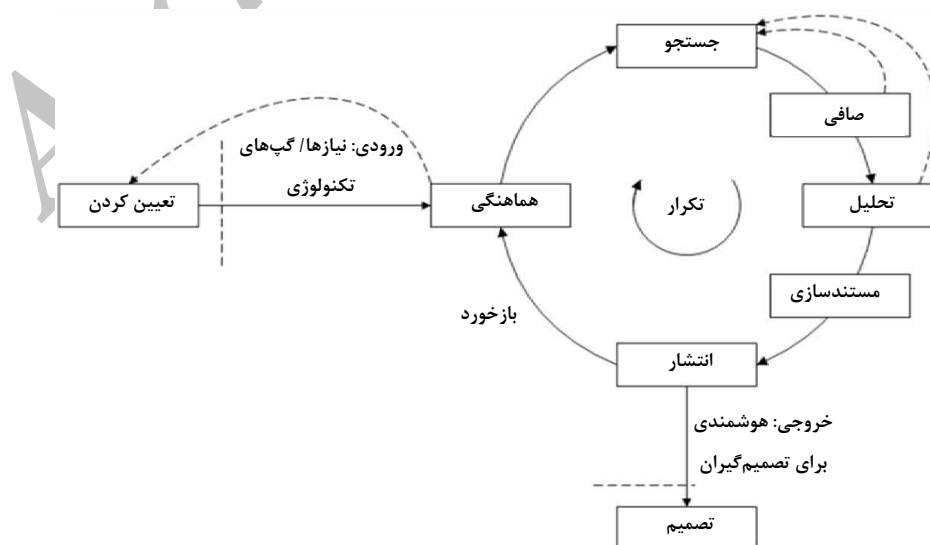 جستجو
صافی
ورودی: نیازها/ گپ‌های
تکنولوژی
تعیین کردن
هماهنگی
تکرار
تحلیل
مستندسازی
بازخورد
انتشار
خروجی: هوشمندی
برای تصمیم‌گیران
تصمیم